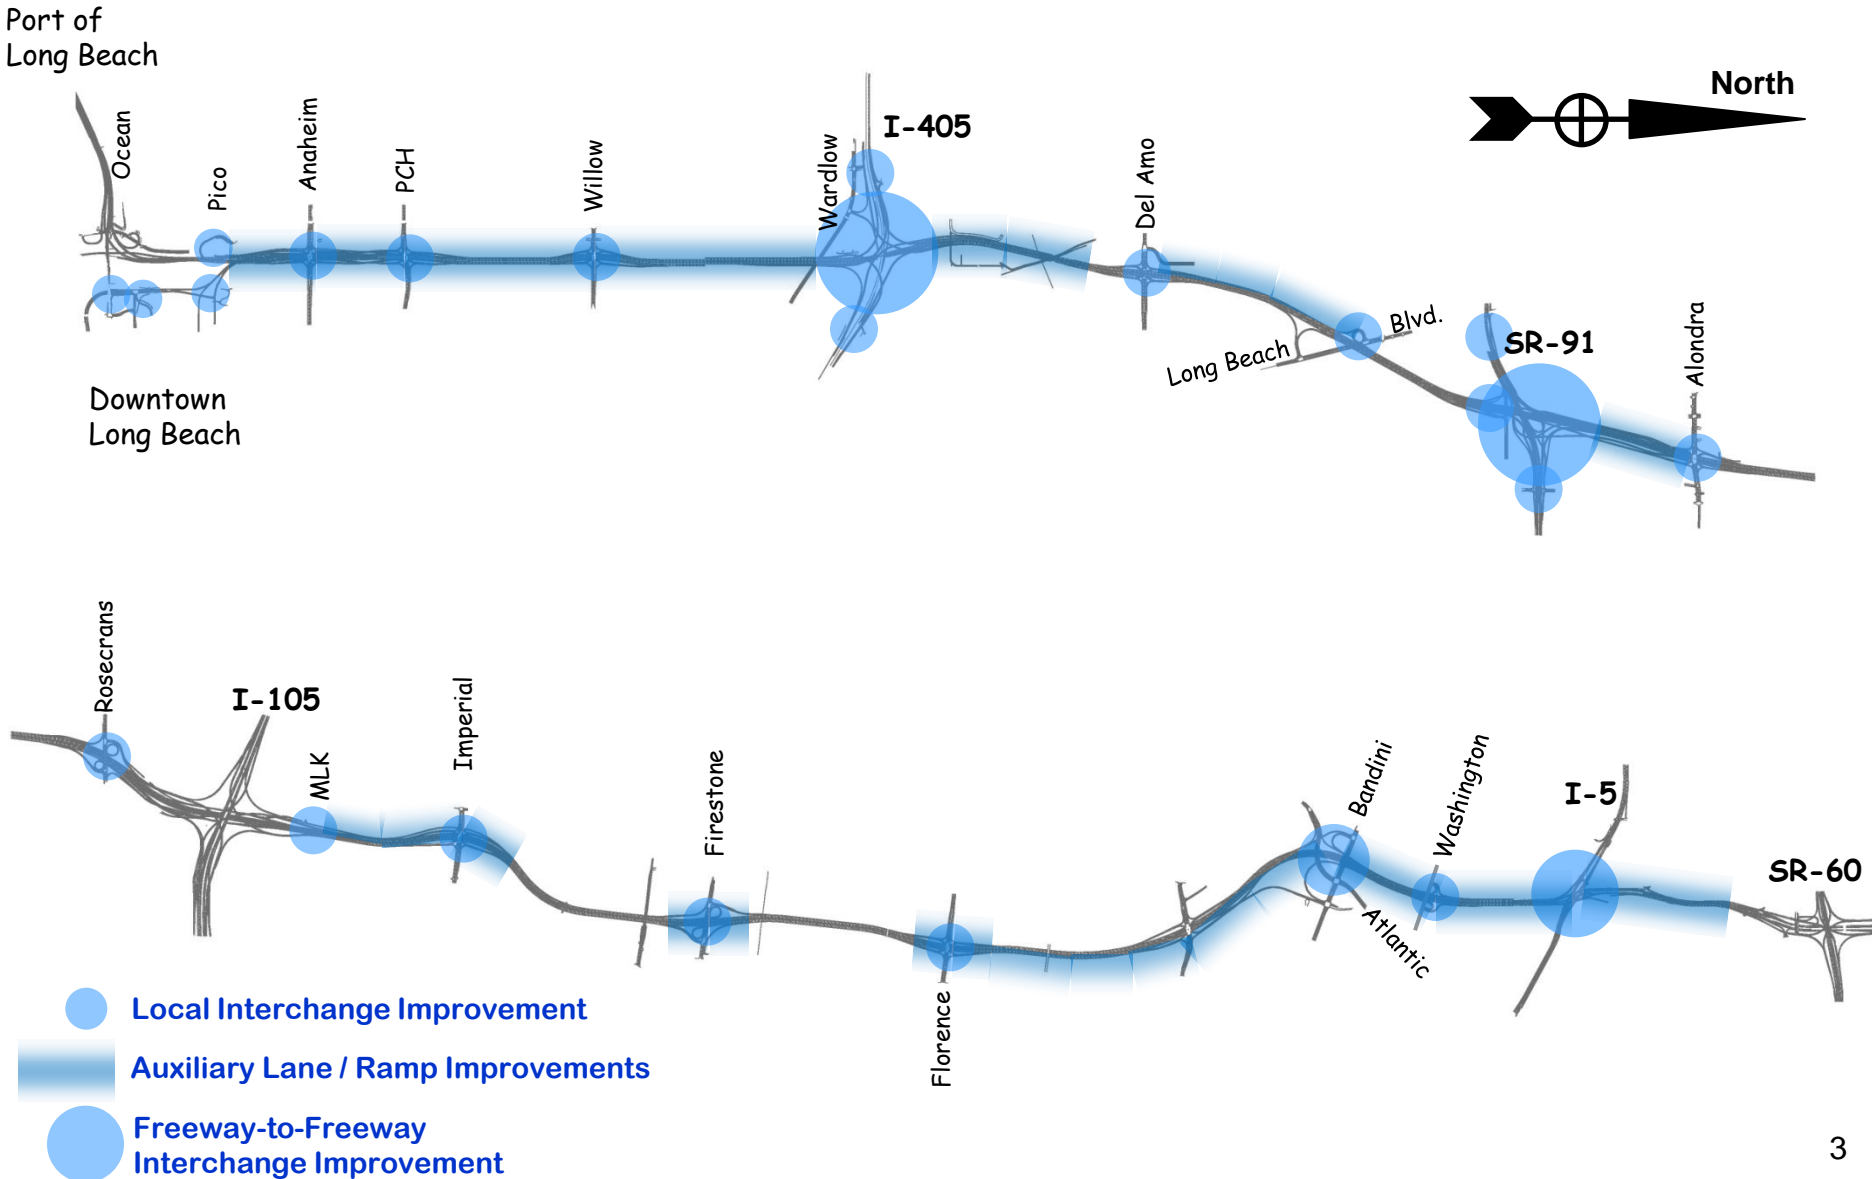 Port of
Long Beach
North
Ocean
Pico
Anaheim
PCH
Willow
Wardlow
I-405
Del Amo
Long Beach Blvd.
SR-91
Alondra
Downtown
Long Beach
Rosecrans
I-105
MLK
Imperial
Firestone
Florence
Bandini
Atlantic
Washington
I-5
SR-60
Local Interchange Improvement
Auxiliary Lane / Ramp Improvements
Freeway-to-Freeway
Interchange Improvement
3